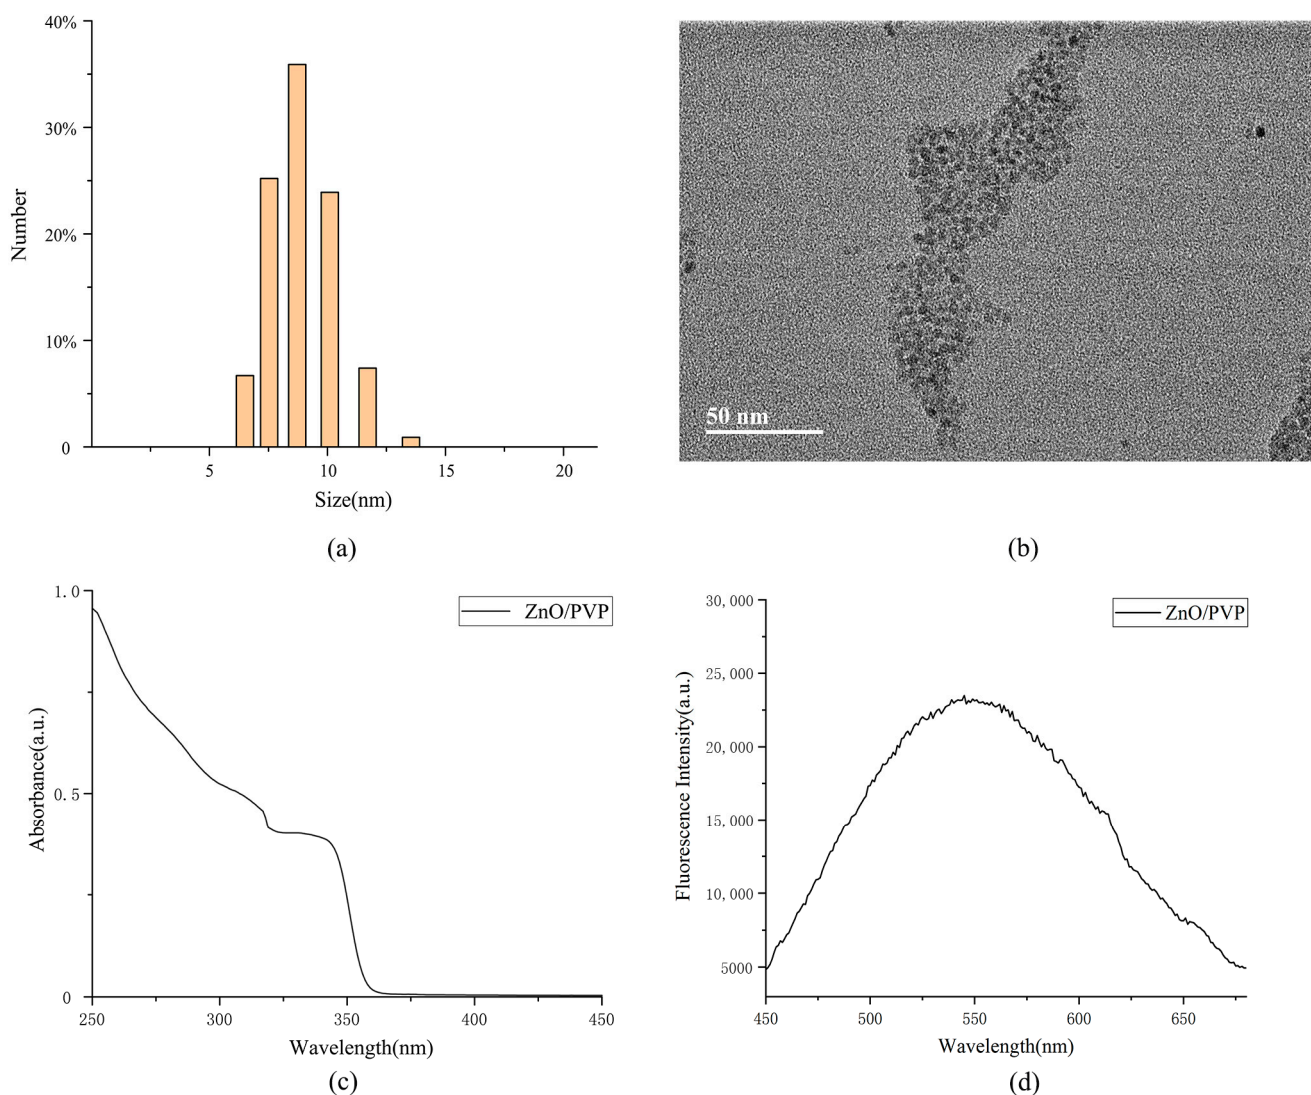 40%
30%
20%
10%
0
Number
5
10
15
20
Size(nm)
(a)
50 nm
(b)
1.0
0.5
0
Absorbance(a.u.)
ZnO/PVP
250
300
350
400
450
Wavelength(nm)
(c)
30,000
25,000
20,000
15,000
10,000
5000
Fluorescence Intensity(a.u.)
ZnO/PVP
450
500
550
600
650
Wavelength(nm)
(d)